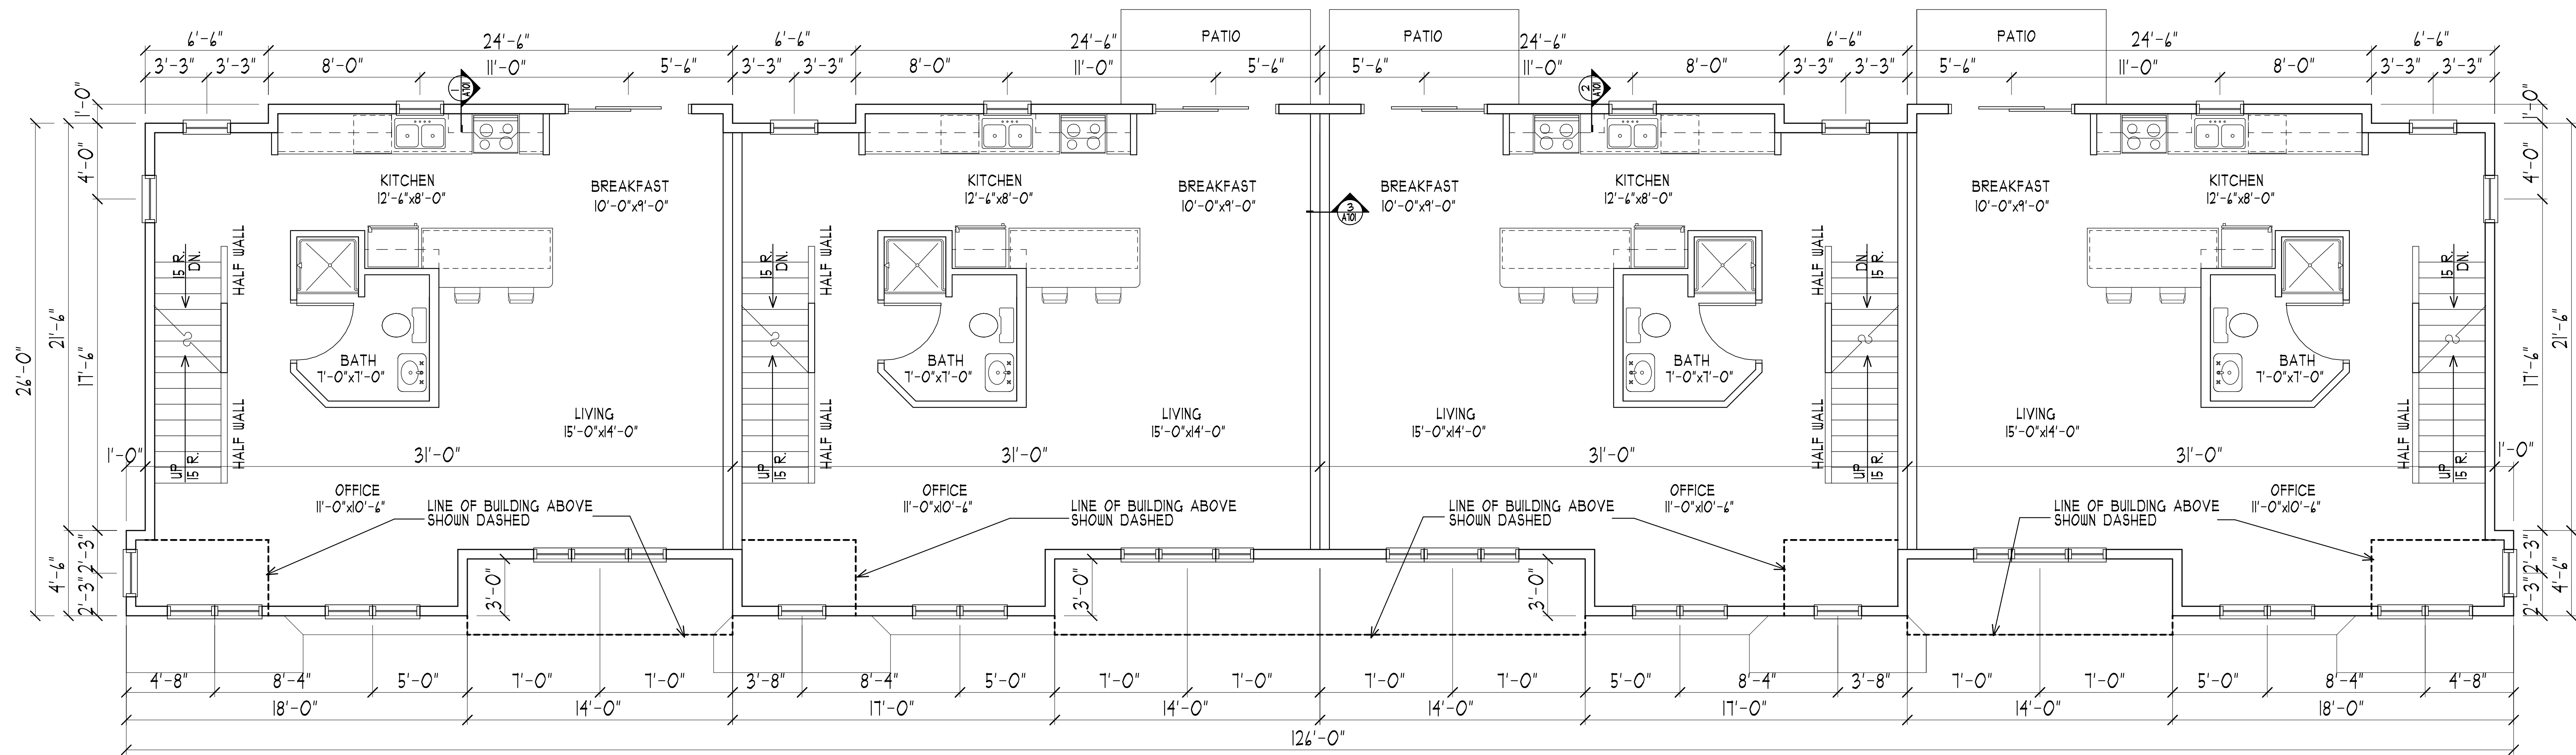 PATIO PATIO PATIO
6'-6" 24'-6" 6'-6" 24'-6" 24'-6" 6'-6" 24'-6" 6'-6"
3'-3" 3'-3" 8'-0" 11'-0" 5'-6" 3'-3" 3'-3" 8'-0" 11'-0" 5'-6" 5'-6" 11'-0" 8'-0" 3'-3" 3'-3" 5'-6" 11'-0" 8'-0" 3'-3" 3'-3"
1 A701
2 A701
1'-0" 1'-0"
4'-0" 4'-0"
KITCHEN BREAKFAST KITCHEN BREAKFAST BREAKFAST KITCHEN BREAKFAST KITCHEN
12'-6"x8'-0" 10'-0"x9'-0" 12'-6"x8'-0" 10'-0"x9'-0" 10'-0"x9'-0" 12'-6"x8'-0" 10'-0"x9'-0" 12'-6"x8'-0"
3
A701
HALF WALL HALF WALL HALF WALL
15 R. 15 R. 15 R. 15 R.
DN. DN. DN. DN.
26'-0" 21'-6" 17'-6" 17'-6" 21'-6"
BATH BATH BATH BATH
7'-0"x7'-0" 7'-0"x7'-0" 7'-0"x7'-0" 7'-0"x7'-0"
LIVING LIVING LIVING LIVING
15'-0"x14'-0" 15'-0"x14'-0" 15'-0"x14'-0" 15'-0"x14'-0"
HALF WALL HALF WALL HALF WALL HALF WALL
UP UP UP UP
15 R. 15 R. 15 R. 15 R.
1'-0" 31'-0" 31'-0" 31'-0" 31'-0" 1'-0"
OFFICE OFFICE OFFICE OFFICE
11'-0"x10'-6" 11'-0"x10'-6" 11'-0"x10'-6" 11'-0"x10'-6"
LINE OF BUILDING ABOVE
SHOWN DASHED
LINE OF BUILDING ABOVE
SHOWN DASHED
LINE OF BUILDING ABOVE
SHOWN DASHED
LINE OF BUILDING ABOVE
SHOWN DASHED
4'-6" 2'-3" 2'-3" 2'-3" 2'-3" 4'-6"
3'-0" 3'-0" 3'-0"
4'-8" 8'-4" 5'-0" 7'-0" 7'-0" 3'-8" 8'-4" 5'-0" 7'-0" 7'-0" 7'-0" 7'-0" 5'-0" 8'-4" 3'-8" 7'-0" 7'-0" 5'-0" 8'-4" 4'-8"
18'-0" 14'-0" 17'-0" 14'-0" 14'-0" 17'-0" 14'-0" 18'-0"
126'-0"